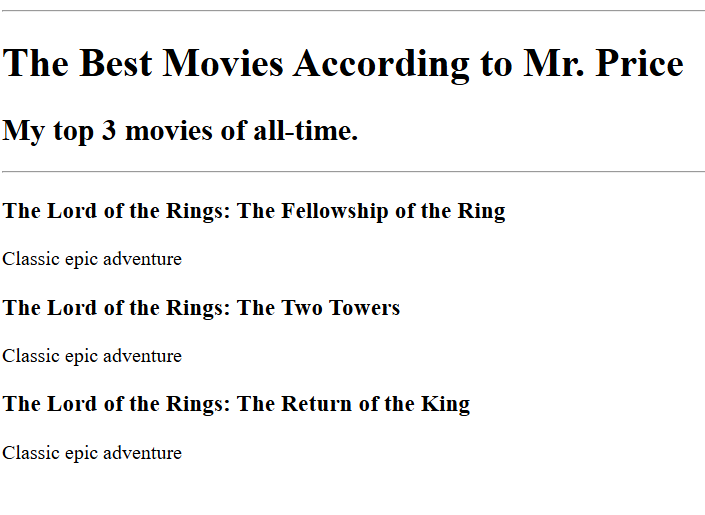 The Best Movies According to Mr. Price
My top 3 movies of all-time.
The Lord of the Rings: The Fellowship of the Ring
Classic epic adventure
The Lord of the Rings: The Two Towers
Classic epic adventure
The Lord of the Rings: The Return of the King
Classic epic adventure